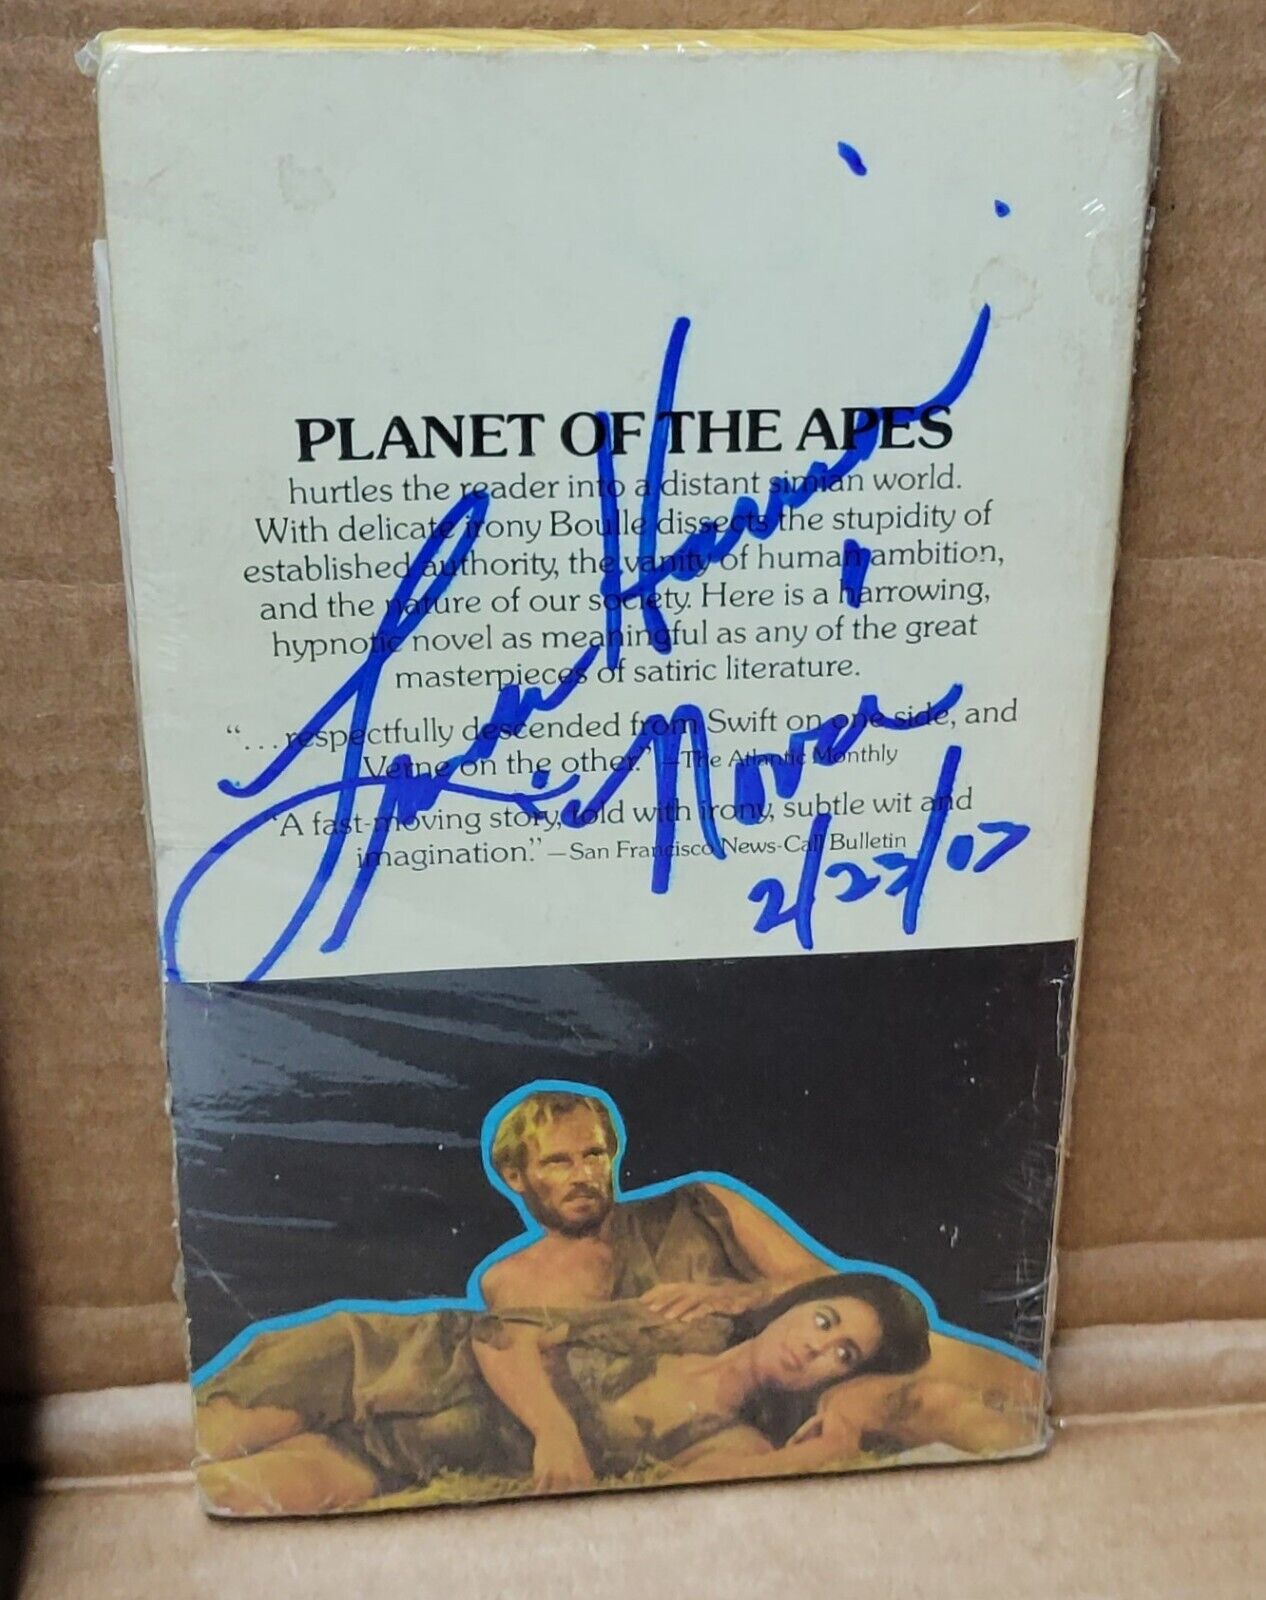 PLANET OF THE APES
hurtles the reader into a distant simian world.
With delicate irony Boulle dissects the stupidity of
established authority, the vanity of human ambition,
and the nature of our society. Here is a harrowing,
hypnotic novel as meaningful as any of the great
masterpieces of satiric literature.
“...respectfully descended from Swift on one side, and
Verne on the other.” —The Atlantic Monthly
“A fast-moving story, told with irony, subtle wit and
imagination.” —San Francisco News-Call Bulletin
Linda Harrison
Nova
2/23/07